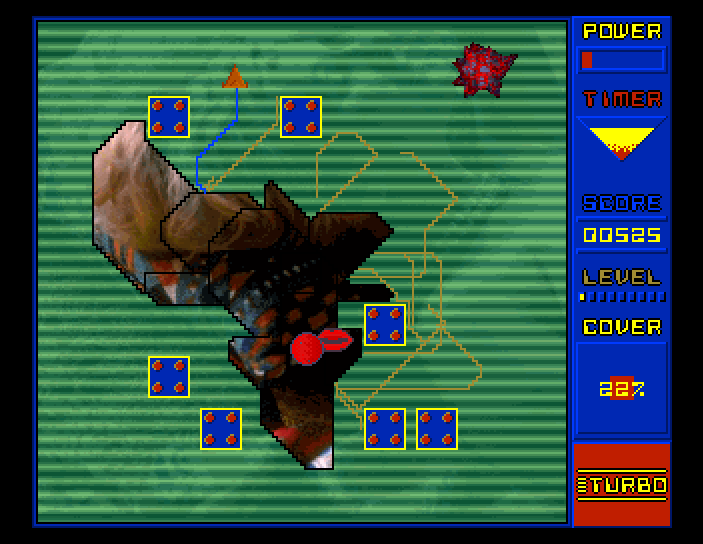 POWER
TIMER
SCORE
00525
LEVEL
COVER
22%
TURBO